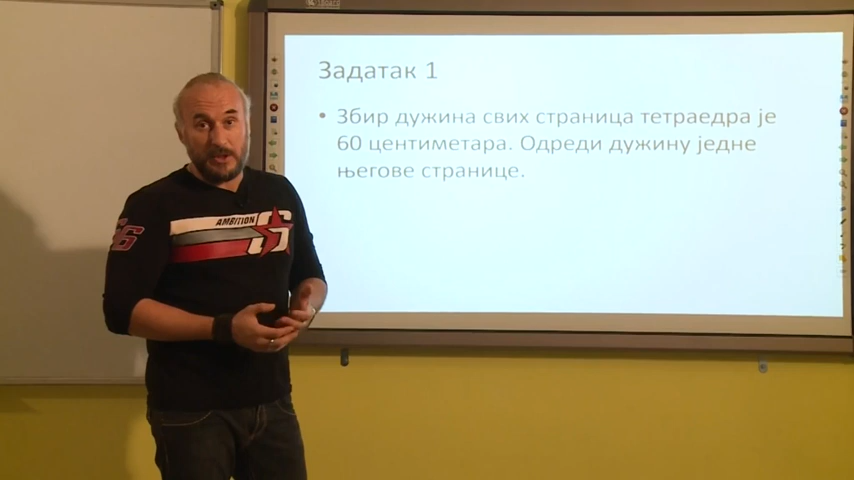 Задатак 1
• Збир дужина свих страница тетраедра је
60 центиметара. Одреди дужину једне
његове странице.
AMBITION